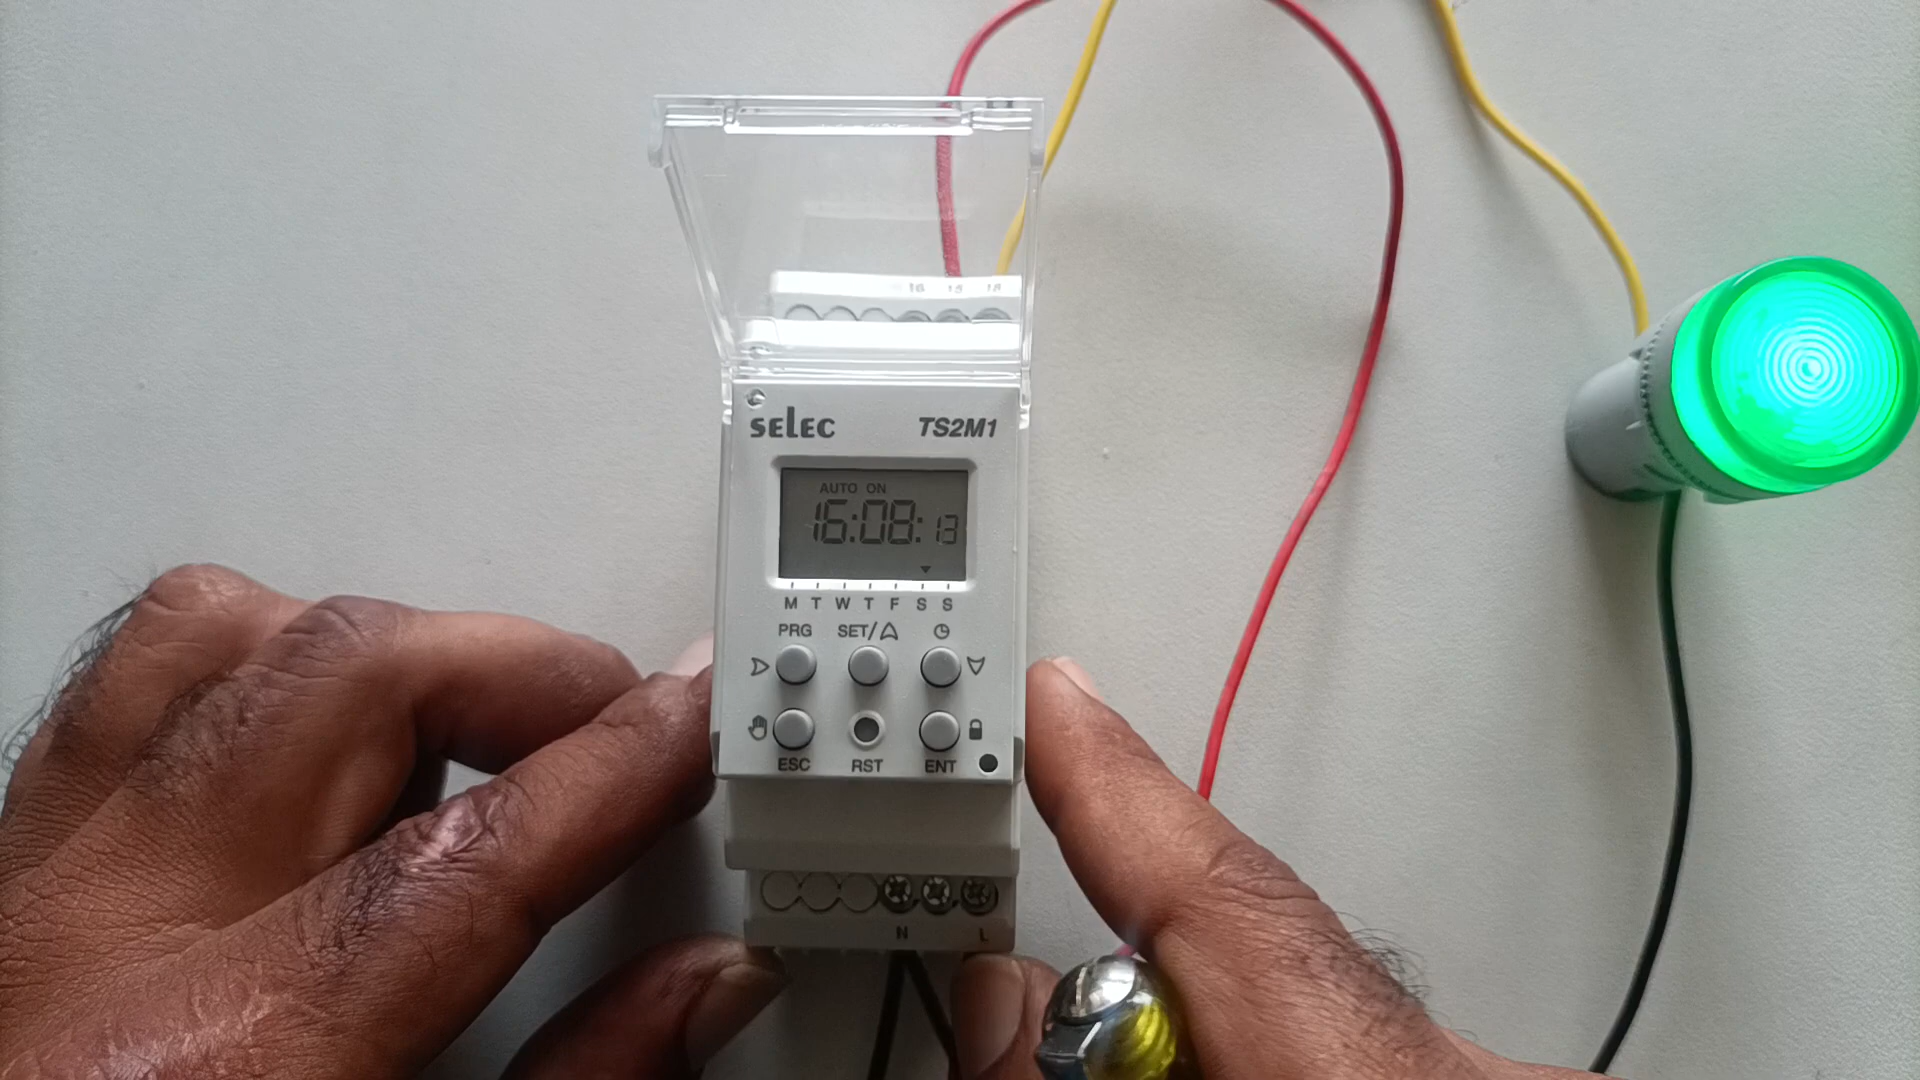 16 15 18
SELEC TS2M1
AUTO ON
16:08:13
M T W T F S S
PRG SET/ 
ESC RST ENT
N L